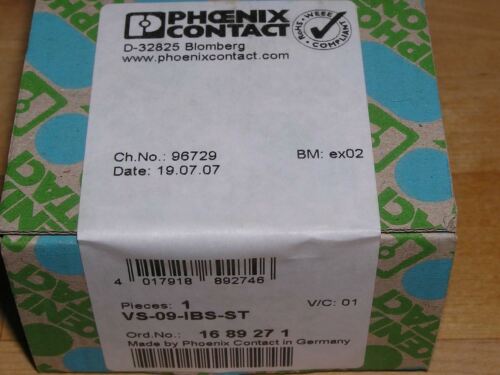 PHŒNIX
CONTACT
RoHS - WEEE
COMPLIANT
D-32825 Blomberg
www.phoenixcontact.com
Ch.No.: 96729 BM: ex02
Date: 19.07.07
4 017918 892746
Pieces: 1 V/C: 01
VS-09-IBS-ST
Ord.No.: 16 89 27 1
Made by Phoenix Contact in Germany